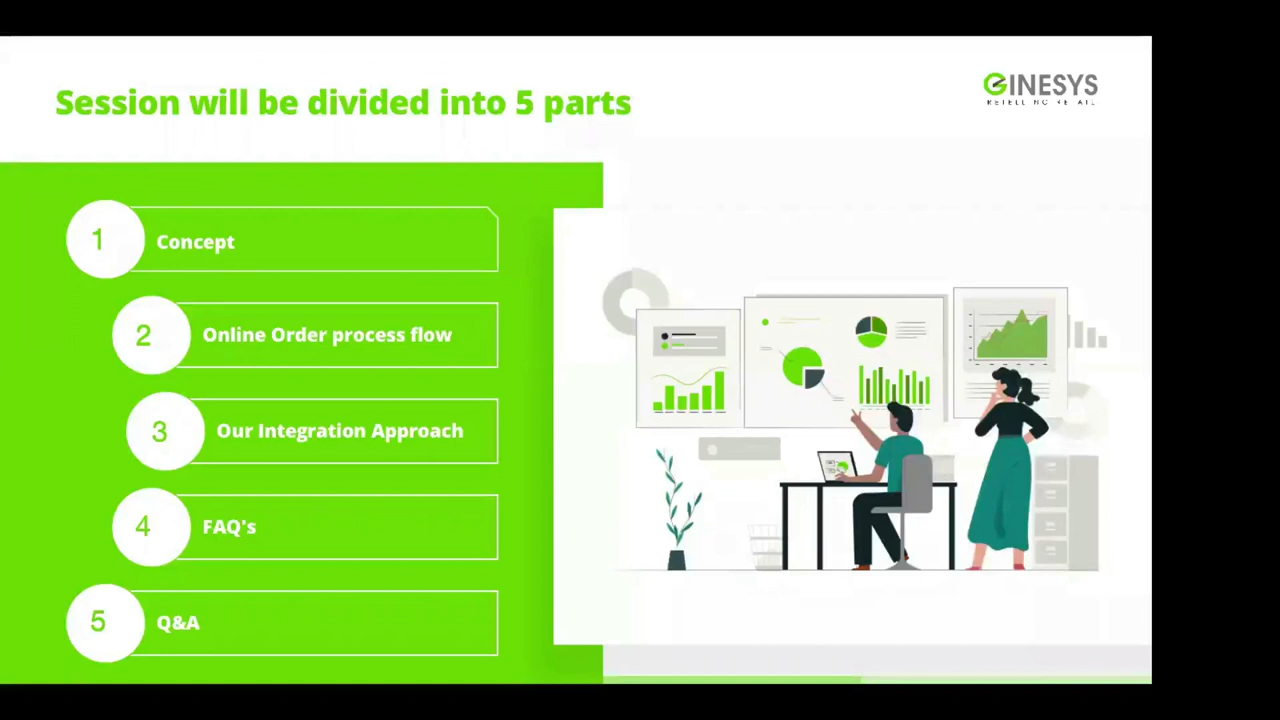 Session will be divided into 5 parts
GINESYS
1
Concept
2
Online Order process flow
3
Our Integration Approach
4
FAQ's
5
Q&A